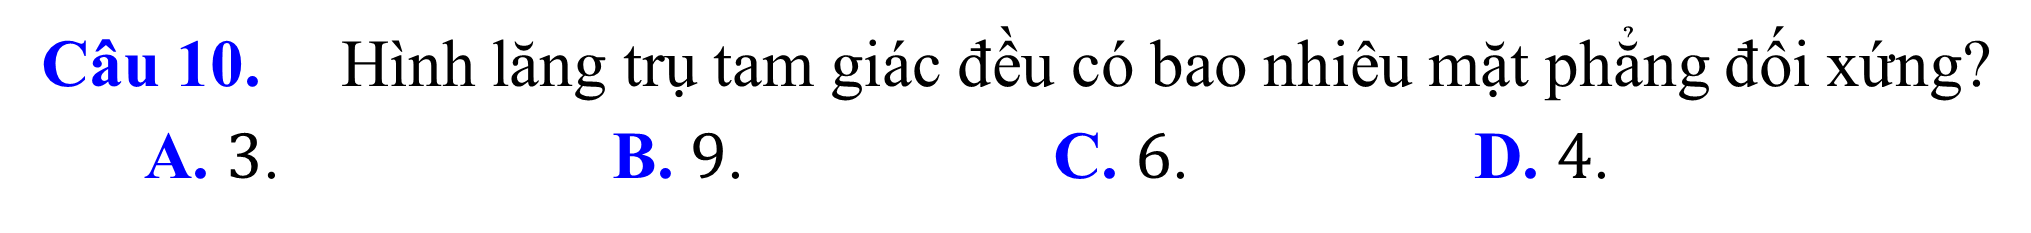 Câu 10. Hình lăng trụ tam giác đều có bao nhiêu mặt phẳng đối xứng?
A. 3. B. 9. C. 6. D. 4.